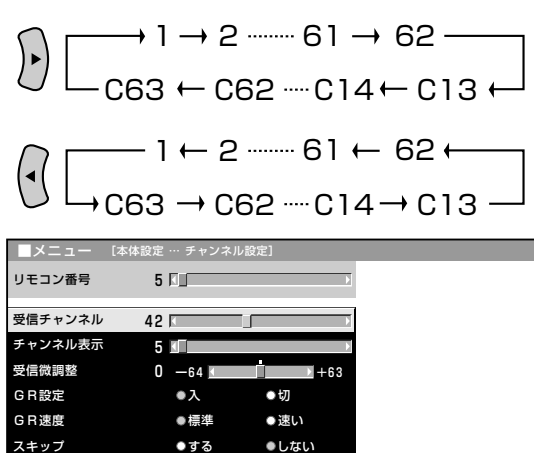 1 → 2 ········· 61 → 62
C63 ← C62 ····· C14 ← C13
1 ← 2 ········· 61 ← 62
C63 → C62 ····· C14 → C13
■メニュー [本体設定 … チャンネル設定]
リモコン番号 5
受信チャンネル 42
チャンネル表示 5
受信微調整 0 −64 +63
GR設定 ●入 ●切
GR速度 ●標準 ●速い
スキップ ●する ●しない